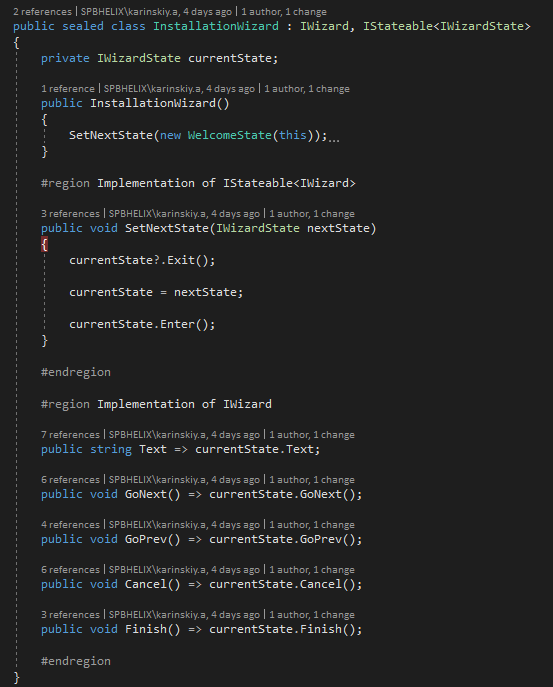 2 references | SPBHELIX\karinskiy.a, 4 days ago | 1 author, 1 change
public sealed class InstallationWizard : IWizard, IStateable<IWizardState>
{
private IWizardState currentState;
1 reference | SPBHELIX\karinskiy.a, 4 days ago | 1 author, 1 change
public InstallationWizard()
{
SetNextState(new WelcomeState(this));...
}
#region Implementation of IStateable<IWizard>
3 references | SPBHELIX\karinskiy.a, 4 days ago | 1 author, 1 change
public void SetNextState(IWizardState nextState)
{
currentState?.Exit();
currentState = nextState;
currentState.Enter();
}
#endregion
#region Implementation of IWizard
7 references | SPBHELIX\karinskiy.a, 4 days ago | 1 author, 1 change
public string Text => currentState.Text;
6 references | SPBHELIX\karinskiy.a, 4 days ago | 1 author, 1 change
public void GoNext() => currentState.GoNext();
4 references | SPBHELIX\karinskiy.a, 4 days ago | 1 author, 1 change
public void GoPrev() => currentState.GoPrev();
6 references | SPBHELIX\karinskiy.a, 4 days ago | 1 author, 1 change
public void Cancel() => currentState.Cancel();
3 references | SPBHELIX\karinskiy.a, 4 days ago | 1 author, 1 change
public void Finish() => currentState.Finish();
#endregion
}